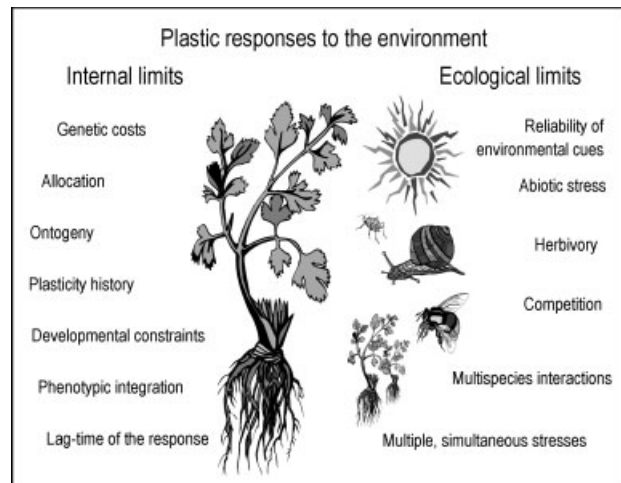 Plastic responses to the environment
Internal limits
Genetic costs
Allocation
Ontogeny
Plasticity history
Developmental constraints
Phenotypic integration
Lag-time of the response
Ecological limits
Reliability of
environmental cues
Abiotic stress
Herbivory
Competition
Multispecies interactions
Multiple, simultaneous stresses